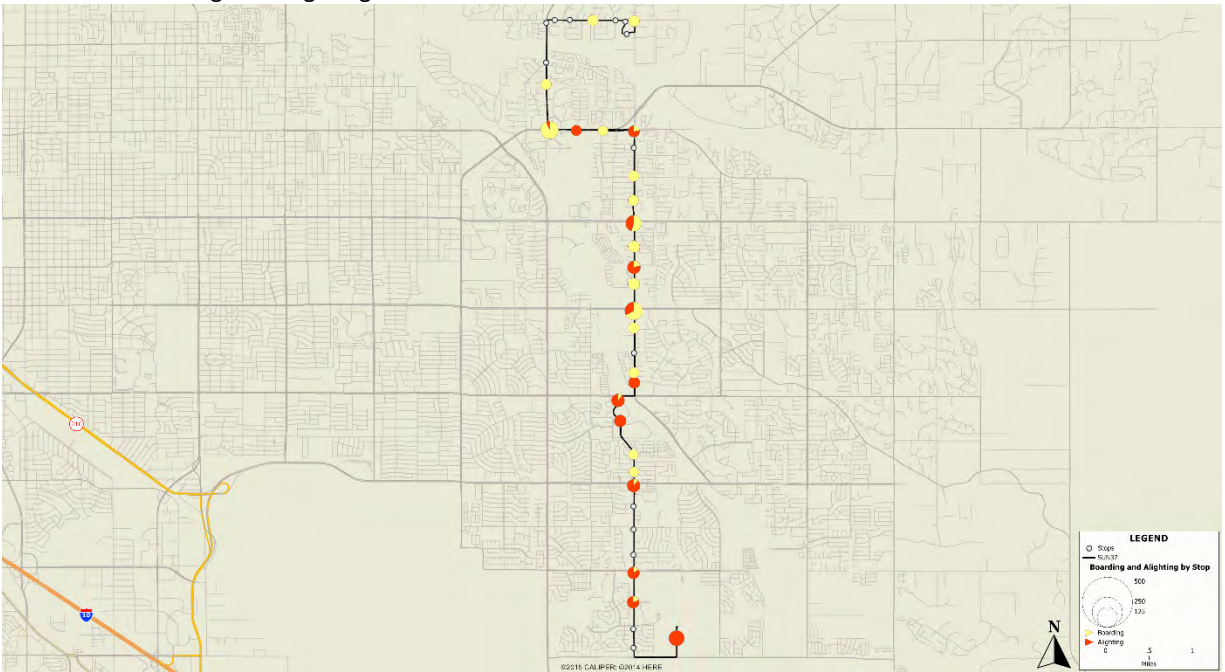 LEGEND
Stops
SUN37
Boarding and Alighting by Stop
500
250
125
Boarding
Alighting
0 .5 1
Miles
N
10
©2015 CALIPER; ©2014 HERE